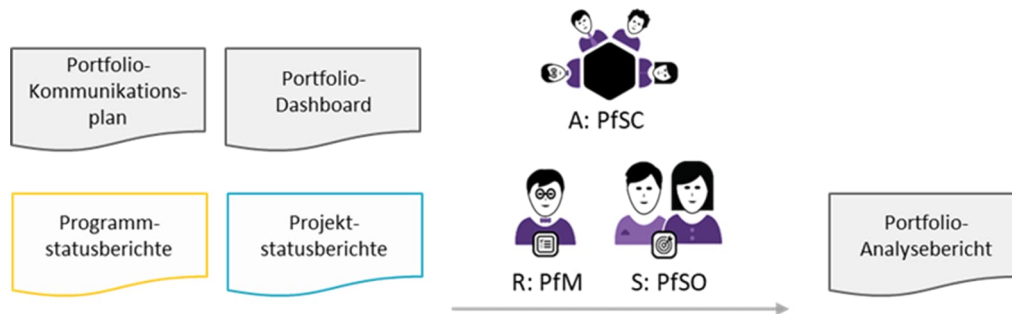 Portfolio-
Kommunikations-
plan
Portfolio-
Dashboard
A: PfSC
Programm-
statusberichte
Projekt-
statusberichte
R: PfM
S: PfSO
Portfolio-
Analysebericht